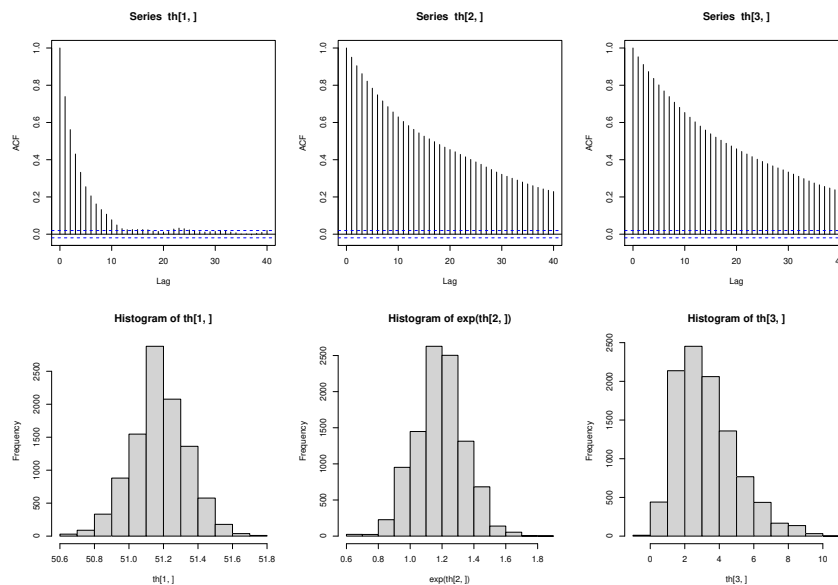 Series th[1, ]
Series th[2, ]
Series th[3, ]
ACF
0.0 0.2 0.4 0.6 0.8 1.0
0 10 20 30 40
Lag
ACF
0.0 0.2 0.4 0.6 0.8 1.0
0 10 20 30 40
Lag
ACF
0.0 0.2 0.4 0.6 0.8 1.0
0 10 20 30 40
Lag
Histogram of th[1, ]
Histogram of exp(th[2, ])
Histogram of th[3, ]
Frequency
0 500 1000 1500 2000 2500
50.6 50.8 51.0 51.2 51.4 51.6 51.8
th[1, ]
Frequency
0 500 1000 1500 2000 2500
0.6 0.8 1.0 1.2 1.4 1.6 1.8
exp(th[2, ])
Frequency
0 500 1000 1500 2000 2500
0 2 4 6 8 10
th[3, ]